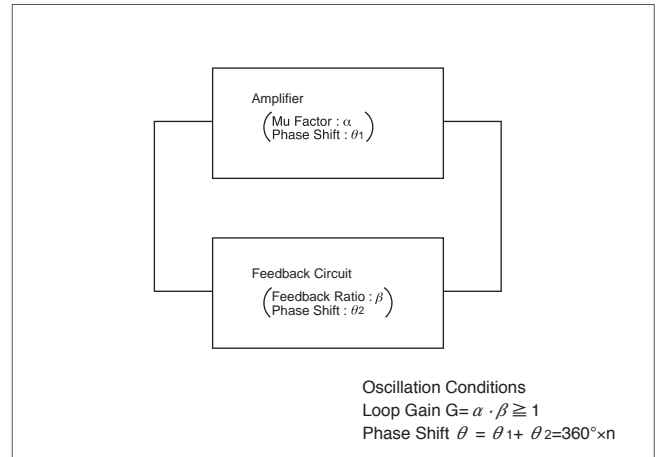 Amplifier
(Mu Factor : α
Phase Shift : θ1)
Feedback Circuit
(Feedback Ratio : β
Phase Shift : θ2)
Oscillation Conditions
Loop Gain G= α · β ≧ 1
Phase Shift θ = θ1+ θ2=360°×n